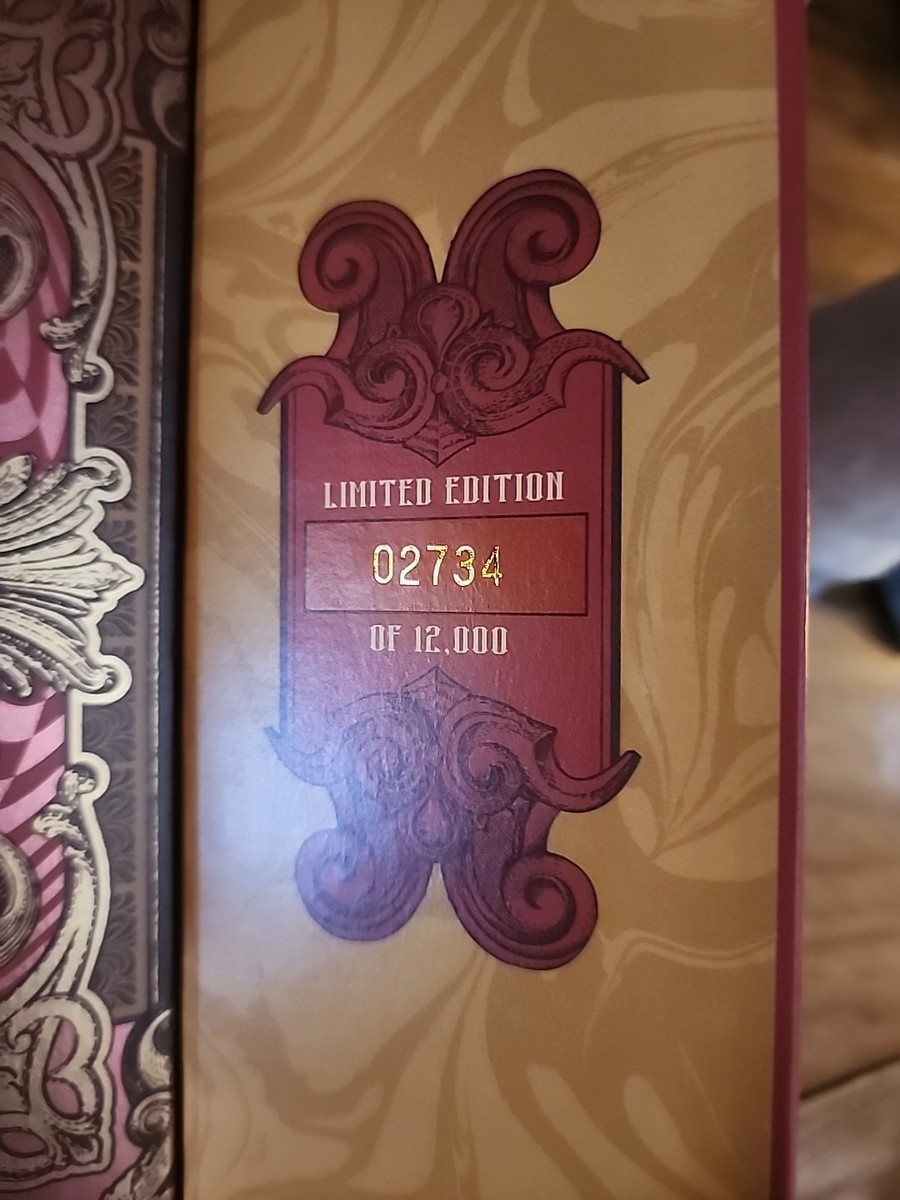 LIMITED EDITION
02734
OF 12,000